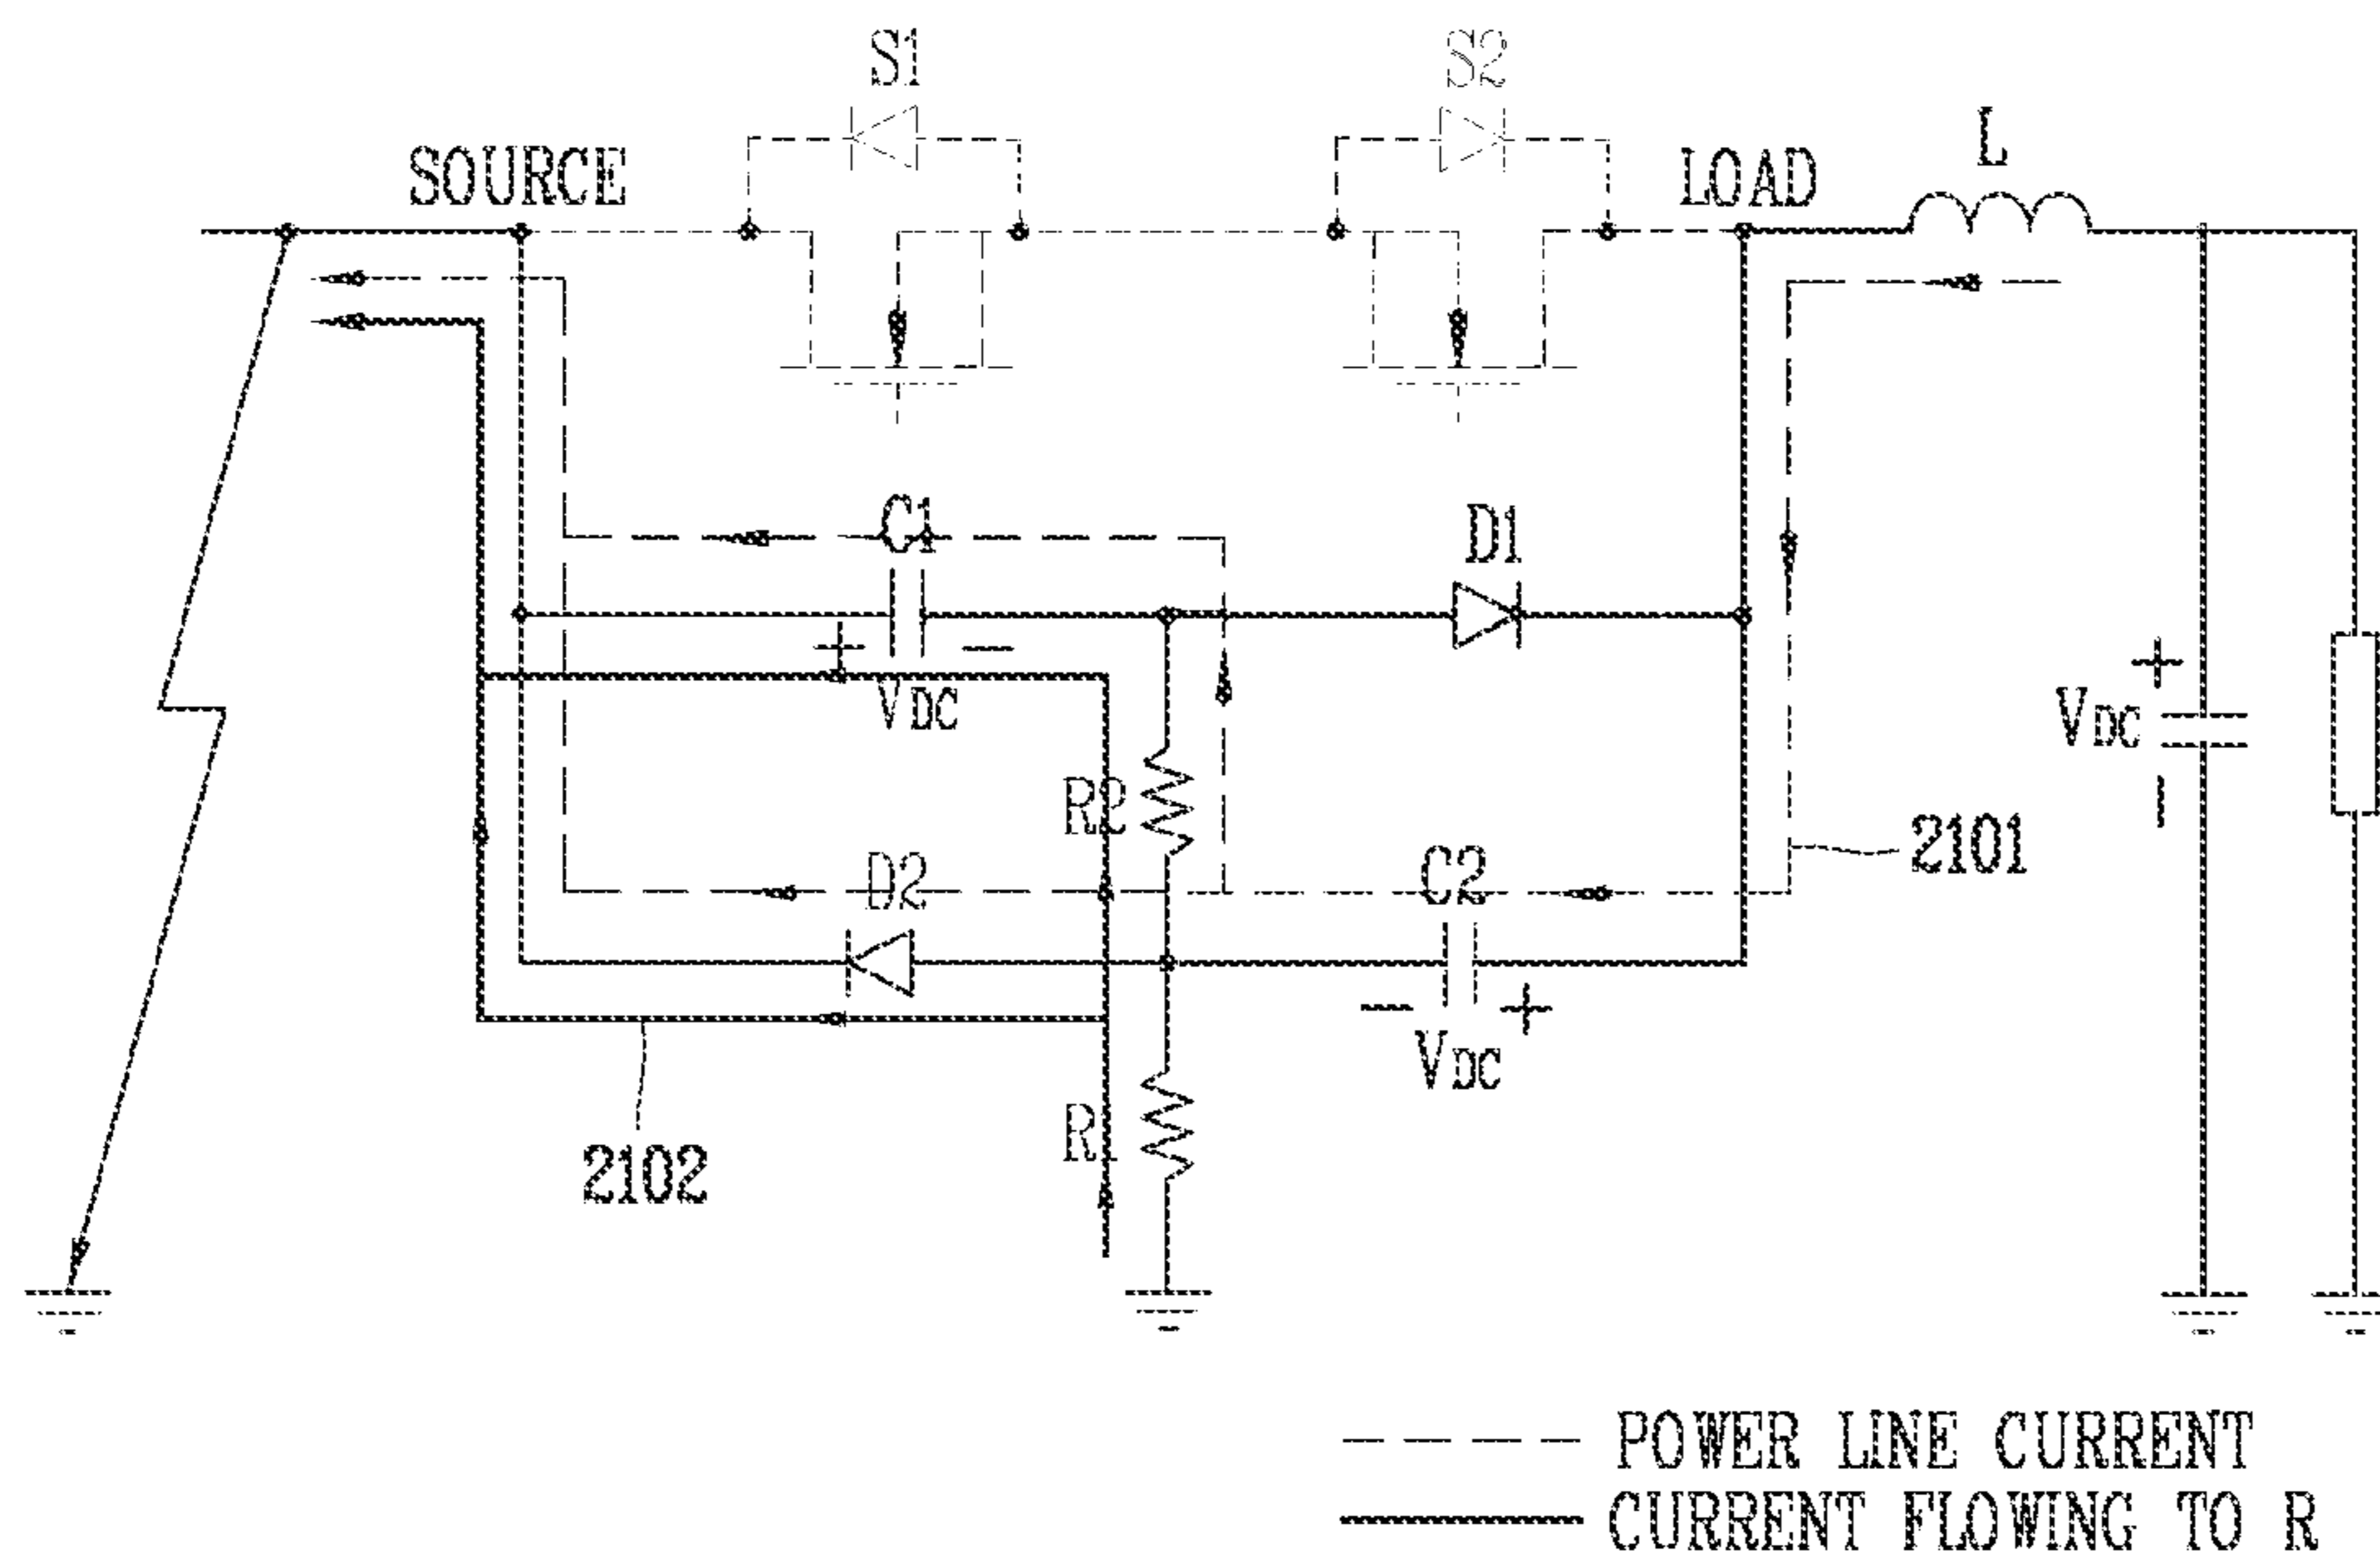 S1
S2
SOURCE
LOAD
L
C1
D1
+
−
VDC
+
VDC
−
R2
D2
C2
2101
−
+
VDC
R1
2102
POWER LINE CURRENT
CURRENT FLOWING TO R